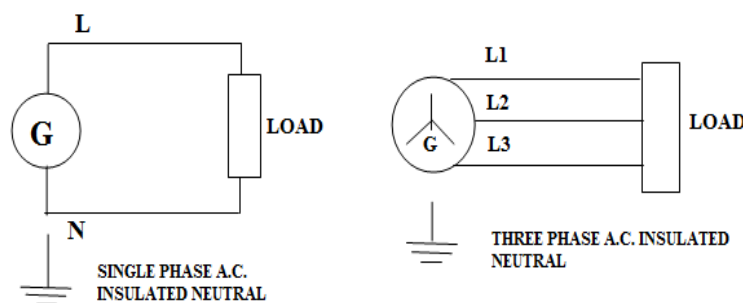 L
G
LOAD
N
SINGLE PHASE A.C.
INSULATED NEUTRAL
L1
L2
G
L3
LOAD
THREE PHASE A.C. INSULATED
NEUTRAL